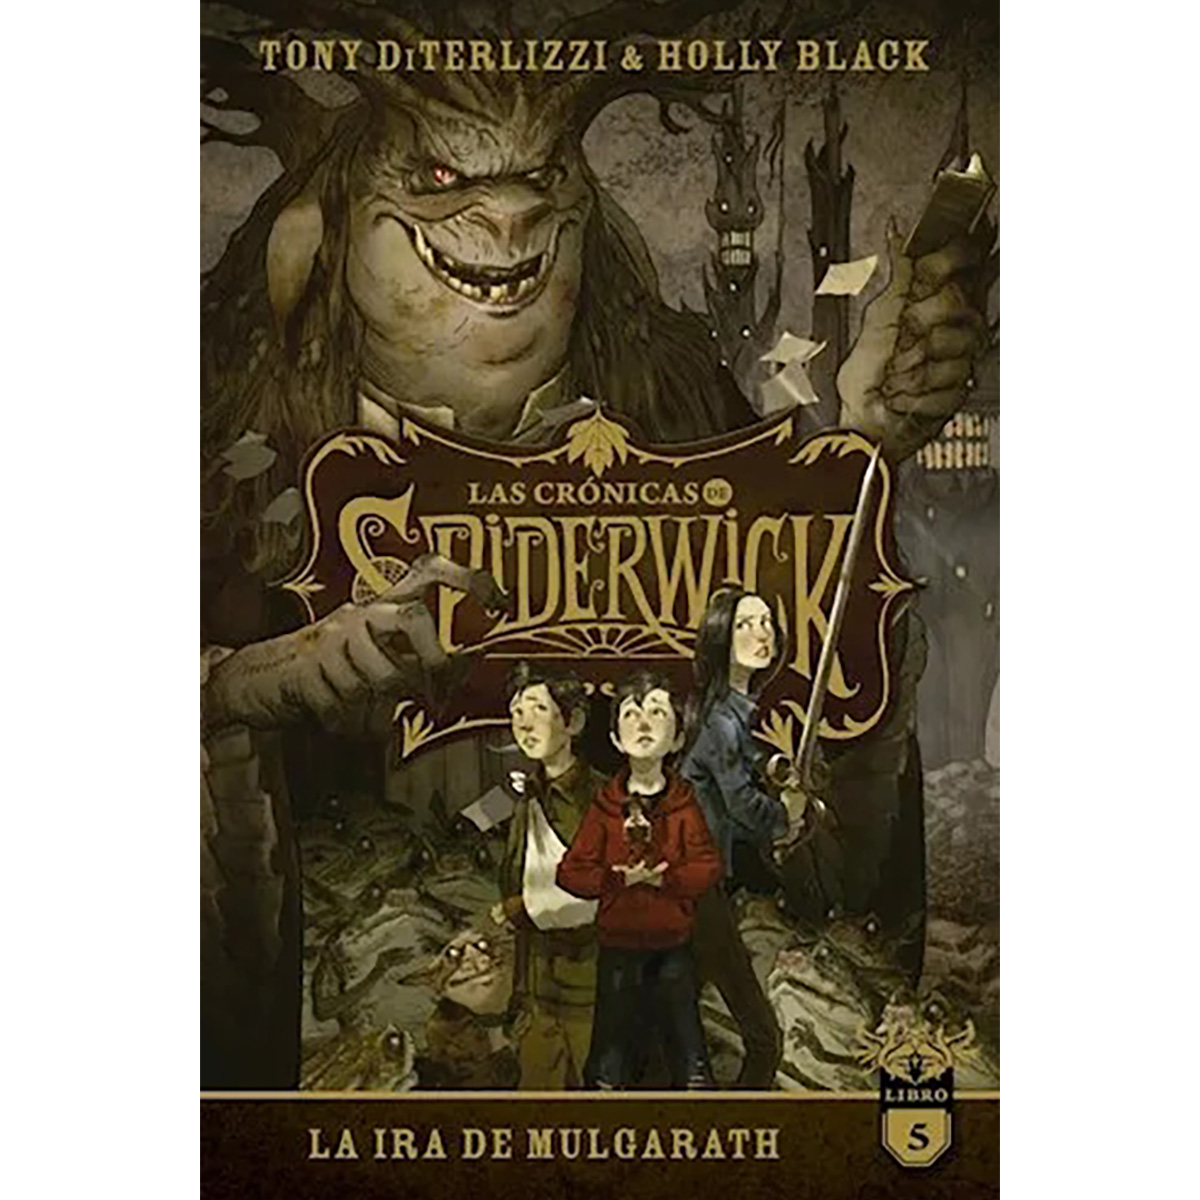 TONY DiTERLIZZI & HOLLY BLACK
LAS CRÓNICAS DE
SPiDERWiCK
LIBRO
5
LA IRA DE MULGARATH